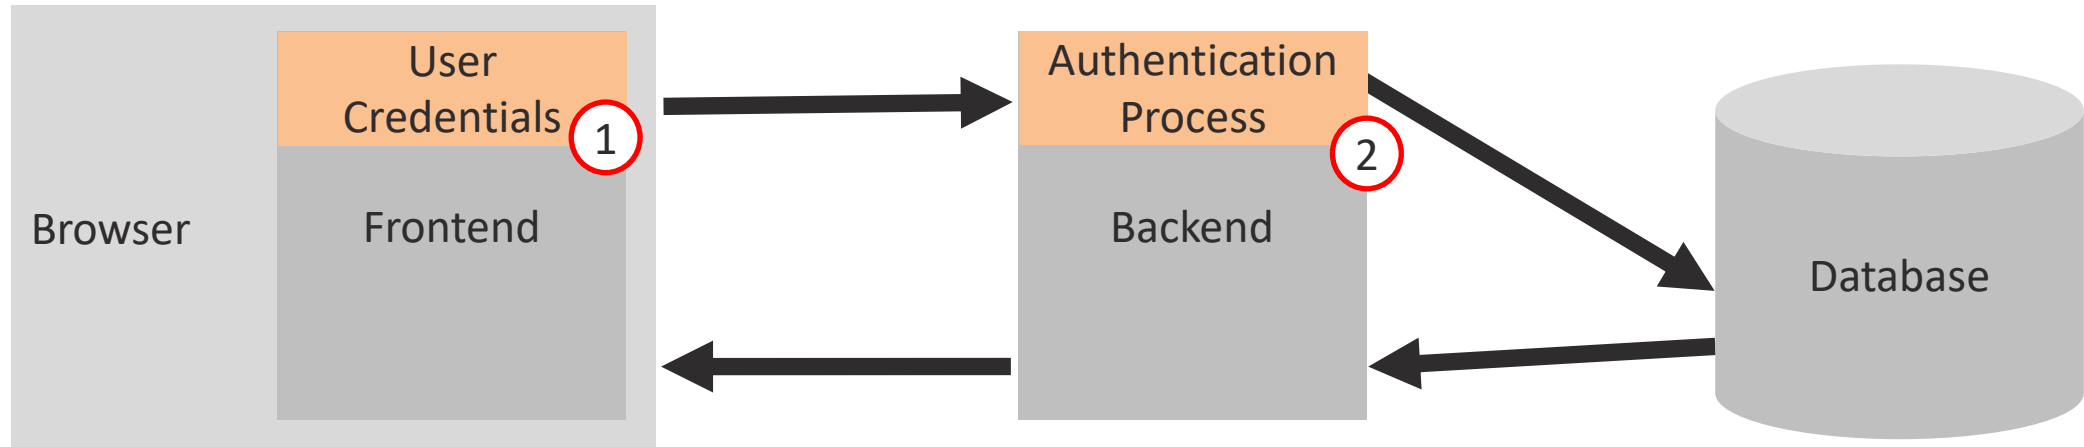 User
Credentials
1
Browser
Frontend
Authentication
Process
2
Backend
Database